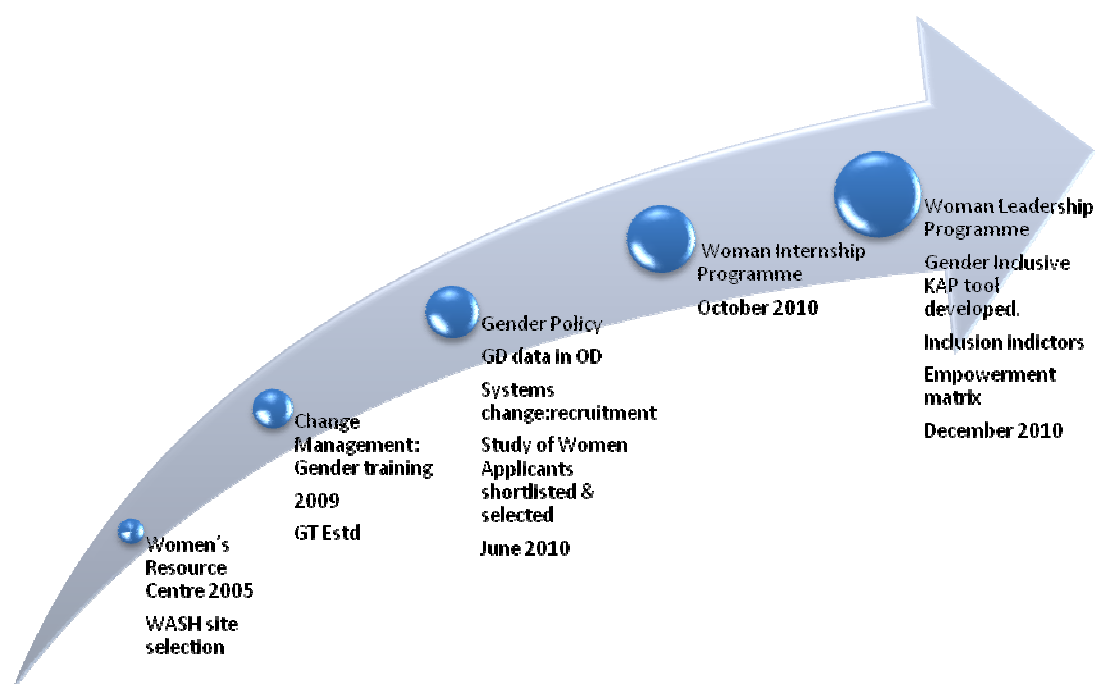 Women's
Resource
Centre 2005
WASH site
selection
Change
Management:
Gender training
2009
GT Estd
Gender Policy
GD data in OD
Systems
change:recruitment
Study of Women
Applicants
shortlisted &
selected
June 2010
Woman Internship
Programme
October 2010
Woman Leadership
Programme
Gender Inclusive
KAP tool
developed.
Inclusion indictors
Empowerment
matrix
December 2010